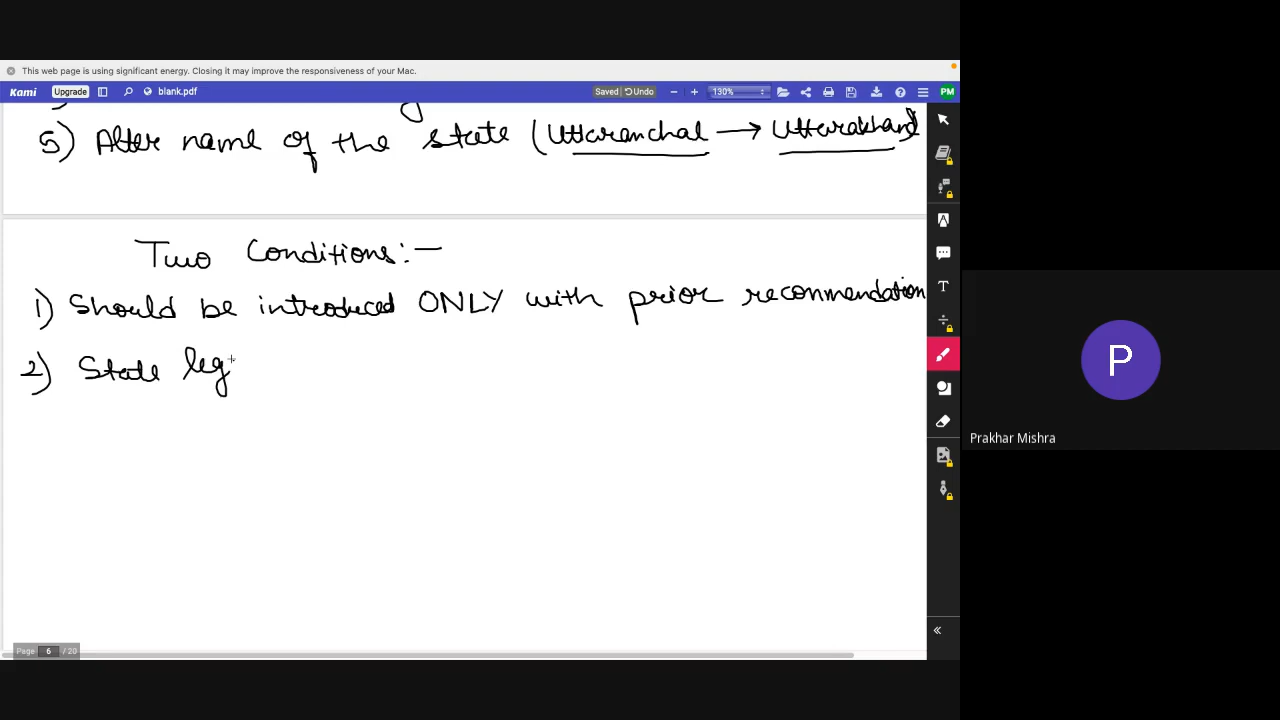 This web page is using significant energy. Closing it may improve the responsiveness of your Mac.
Kami Upgrade blank.pdf Saved Undo 130% PM
5) Alter name of the state (Uttaranchal → Uttarakhand)
Two Conditions:-
1) Should be introduced ONLY with prior recommendation
2) State leg
P
Prakhar Mishra
Page 6 / 20